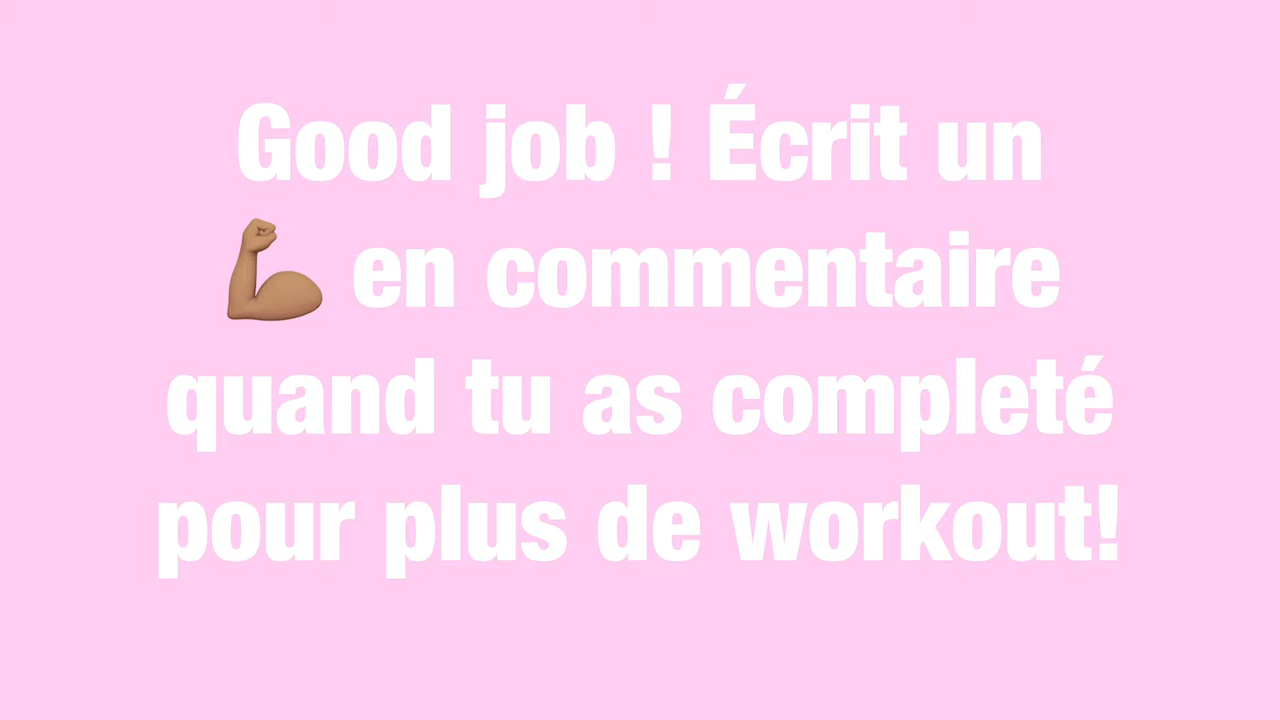 Good job ! Écrit un
💪🏽 en commentaire
quand tu as completé
pour plus de workout!